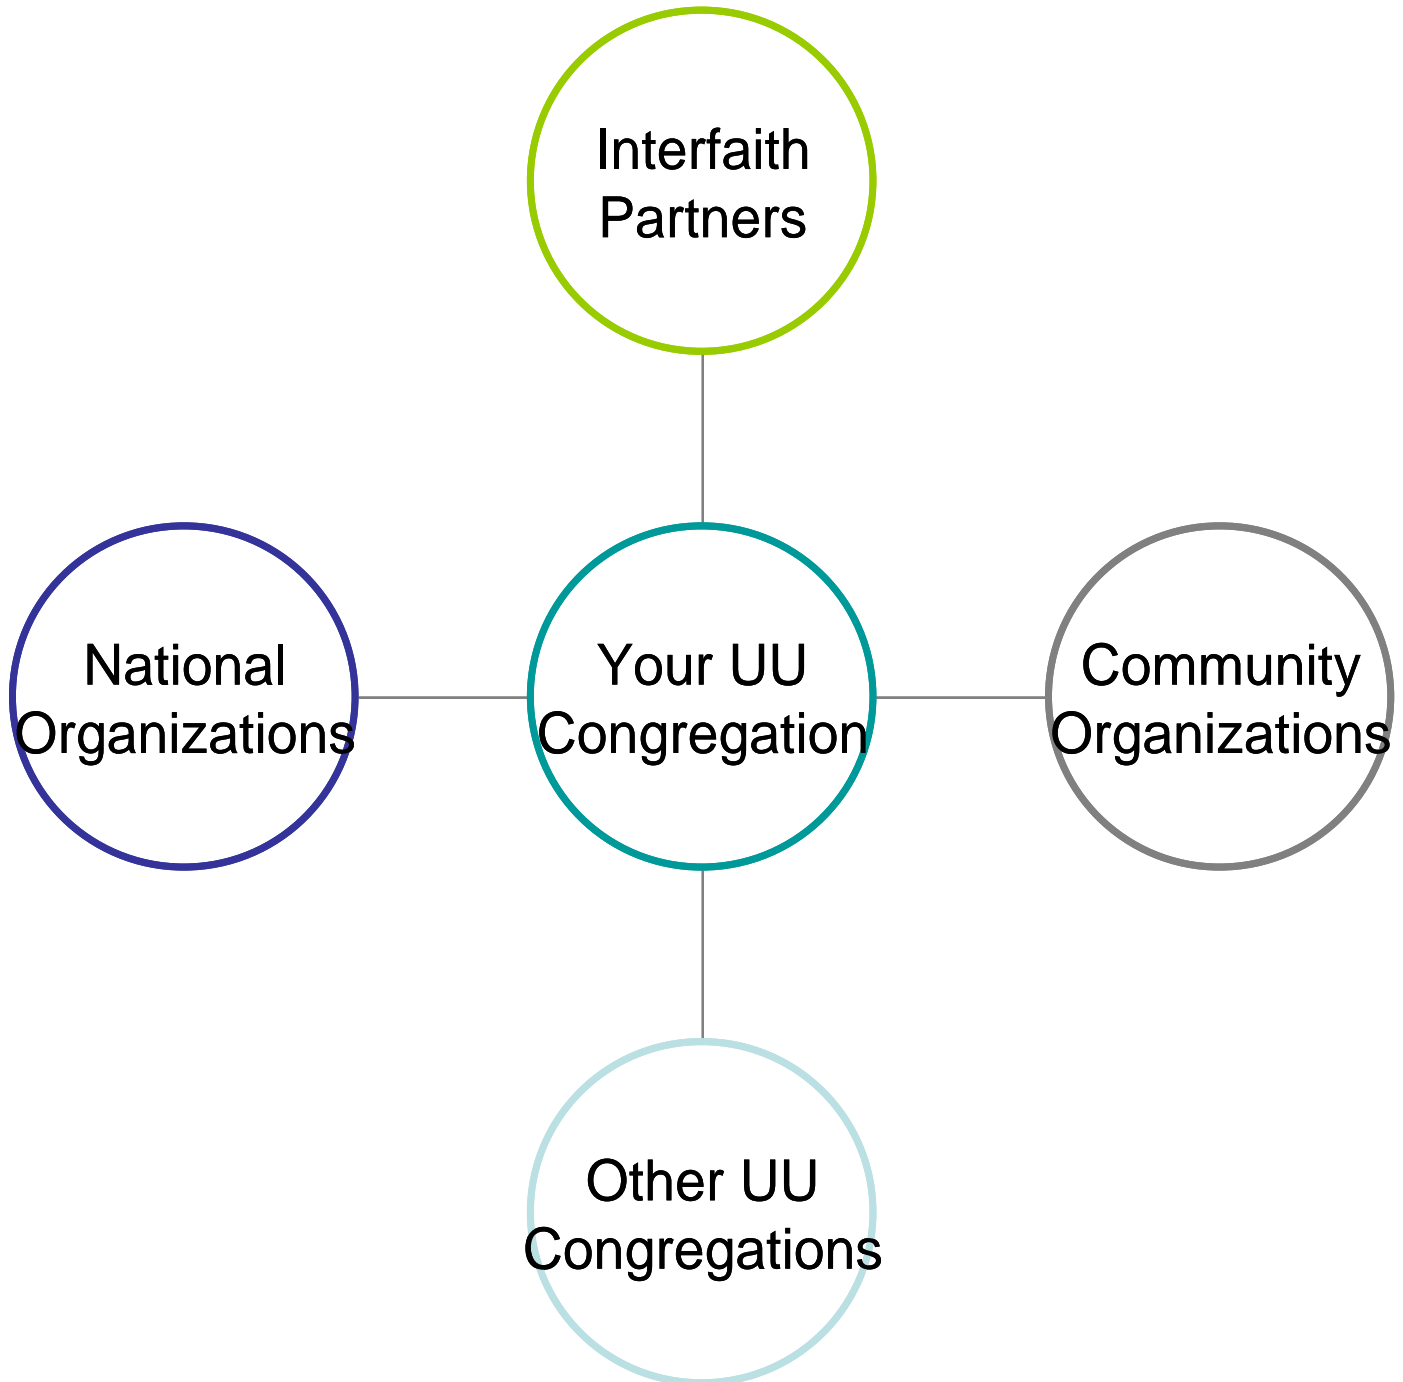 Interfaith
Partners
National
Organizations
Your UU
Congregation
Community
Organizations
Other UU
Congregations